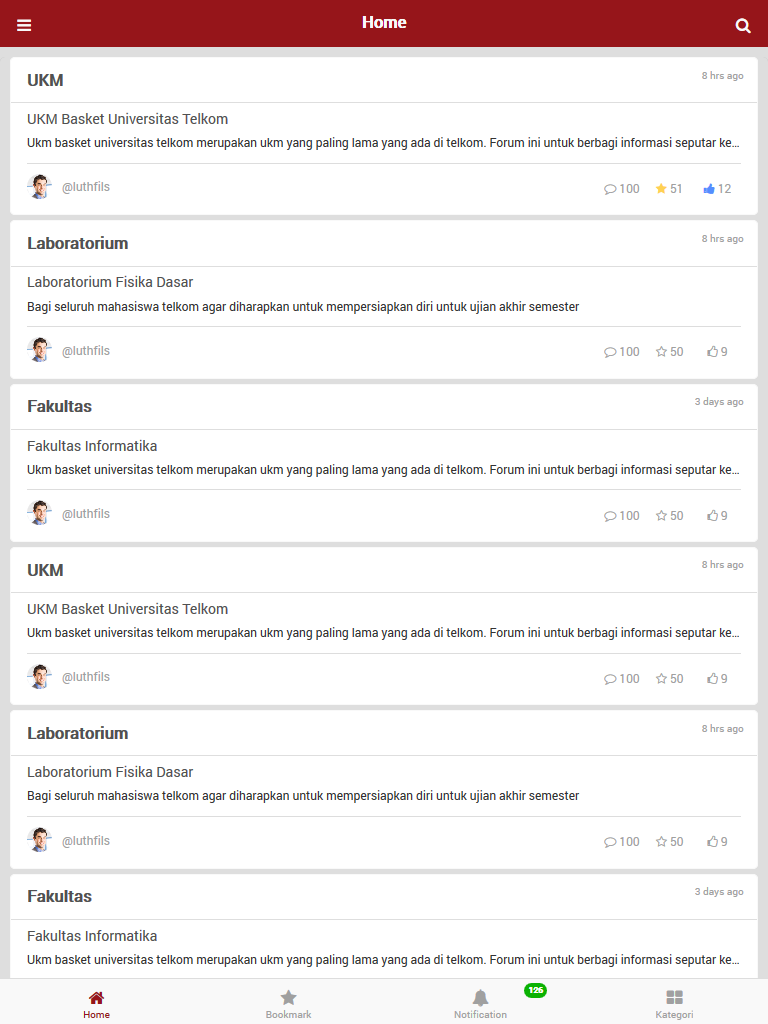 Home
UKM
8 hrs ago
UKM Basket Universitas Telkom
Ukm basket universitas telkom merupakan ukm yang paling lama yang ada di telkom. Forum ini untuk berbagi informasi seputar ke...
@luthfils
100 51 12
Laboratorium
8 hrs ago
Laboratorium Fisika Dasar
Bagi seluruh mahasiswa telkom agar diharapkan untuk mempersiapkan diri untuk ujian akhir semester
@luthfils
100 50 9
Fakultas
3 days ago
Fakultas Informatika
Ukm basket universitas telkom merupakan ukm yang paling lama yang ada di telkom. Forum ini untuk berbagi informasi seputar ke...
@luthfils
100 50 9
UKM
8 hrs ago
UKM Basket Universitas Telkom
Ukm basket universitas telkom merupakan ukm yang paling lama yang ada di telkom. Forum ini untuk berbagi informasi seputar ke...
@luthfils
100 50 9
Laboratorium
8 hrs ago
Laboratorium Fisika Dasar
Bagi seluruh mahasiswa telkom agar diharapkan untuk mempersiapkan diri untuk ujian akhir semester
@luthfils
100 50 9
Fakultas
3 days ago
Fakultas Informatika
Ukm basket universitas telkom merupakan ukm yang paling lama yang ada di telkom. Forum ini untuk berbagi informasi seputar ke...
126
Home Bookmark Notification Kategori